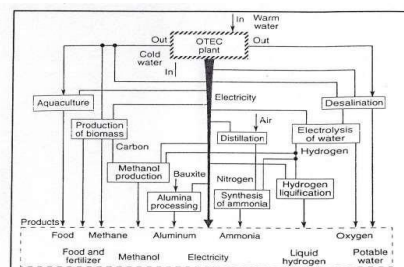 In
Warm
water
Out
OTEC
plant
Out
Cold
water
In
Aquaculture
Electricity
Desalination
Production
of biomass
Air
Carbon
Distillation
Electrolysis
of water
Hydrogen
Methanol
production
Bauxite
Nitrogen
Alumina
processing
Synthesis
of ammonia
Hydrogen
liquification
Products
Food
Methane
Aluminum
Ammonia
Oxygen
Food and
fertilizer
Methanol
Electricity
Liquid
hydrogen
Potable
water